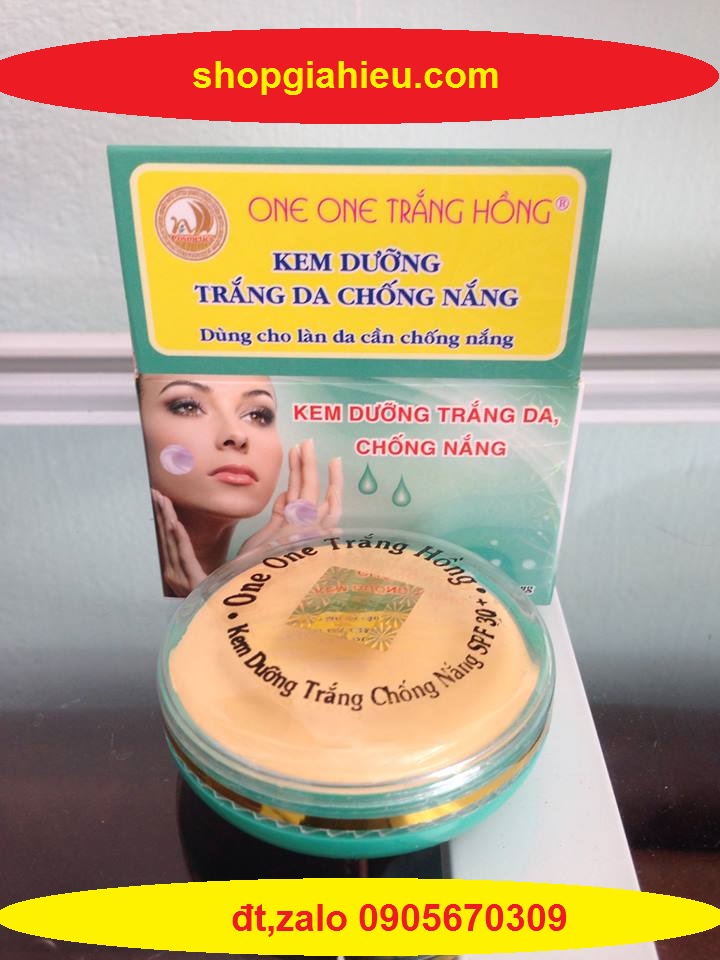 shopgiahieu.com
Cosmetics
ONE ONE TRẮNG HỒNG®
KEM DƯỠNG
TRẮNG DA CHỐNG NẮNG
Dùng cho làn da cần chống nắng
KEM DƯỠNG TRẮNG DA,
CHỐNG NẮNG
• One One Trắng Hồng •
Kem Dưỡng Trắng Chống Nắng SPF 30+
đt,zalo 0905670309